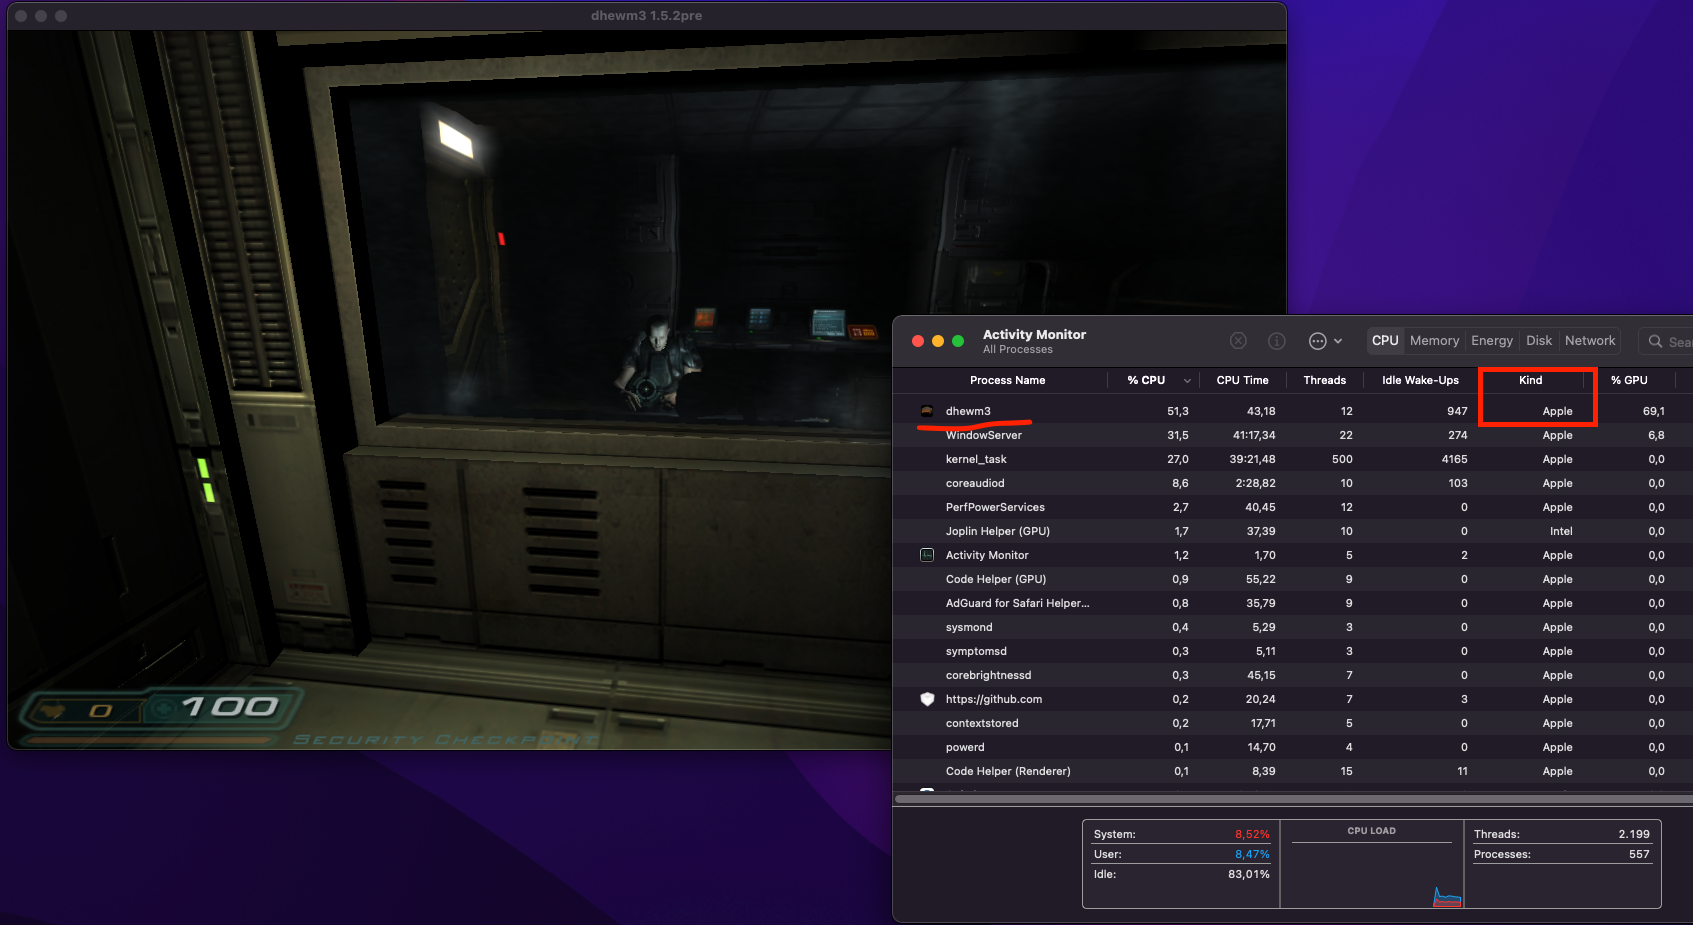 dhewm3 1.5.2pre
0 100
Security Checkpoint
Activity Monitor
All Processes
CPU Memory Energy Disk Network
Process Name % CPU CPU Time Threads Idle Wake-Ups Kind % GPU
dhewm3 51,3 43,18 12 947 Apple 69,1
WindowServer 31,5 41:17,34 22 274 Apple 6,8
kernel_task 27,0 39:21,48 500 4165 Apple 0,0
coreaudiod 8,6 2:28,82 10 103 Apple 0,0
PerfPowerServices 2,7 40,45 12 0 Apple 0,0
Joplin Helper (GPU) 1,7 37,39 10 0 Intel 0,0
Activity Monitor 1,2 1,70 5 2 Apple 0,0
Code Helper (GPU) 0,9 55,22 9 0 Apple 0,0
AdGuard for Safari Helper... 0,8 35,79 9 0 Apple 0,0
sysmond 0,4 5,29 3 0 Apple 0,0
symptomsd 0,3 5,11 3 0 Apple 0,0
corebrightnessd 0,3 45,15 7 0 Apple 0,0
https://github.com 0,2 20,24 7 3 Apple 0,0
contextstored 0,2 17,71 5 0 Apple 0,0
powerd 0,1 14,70 4 0 Apple 0,0
Code Helper (Renderer) 0,1 8,39 15 11 Apple 0,0
System: 8,52%
User: 8,47%
Idle: 83,01%
CPU LOAD
Threads: 2.199
Processes: 557